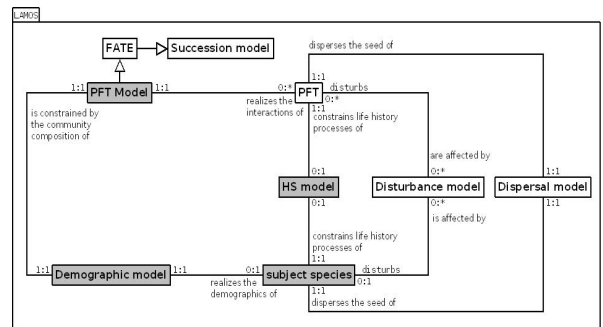 LAMOS
FATE
Succession model
disperses the seed of
1:1
1:1
PFT Model
1:1
0:*
PFT
disturbs
0:*
realizes the
interactions of
1:1
constrains life history
processes of
is constrained by
the community
composition of
are affected by
0:1
0:*
1:1
HS model
Disturbance model
Dispersal model
0:1
0:*
1:1
is affected by
constrains life history
processes of
1:1
1:1
Demographic model
1:1
0:1
subject species
disturbs
0:1
realizes the
demographics of
1:1
disperses the seed of